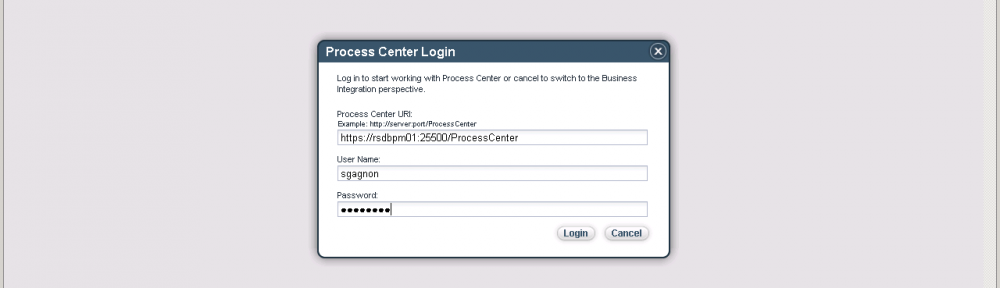 Process Center Login
Log in to start working with Process Center or cancel to switch to the Business
Integration perspective.
Process Center URI:
Example: http://server:port/ProcessCenter
https://rsdbpm01:25500/ProcessCenter
User Name:
sgagnon
Password:
●●●●●●●●
Login Cancel